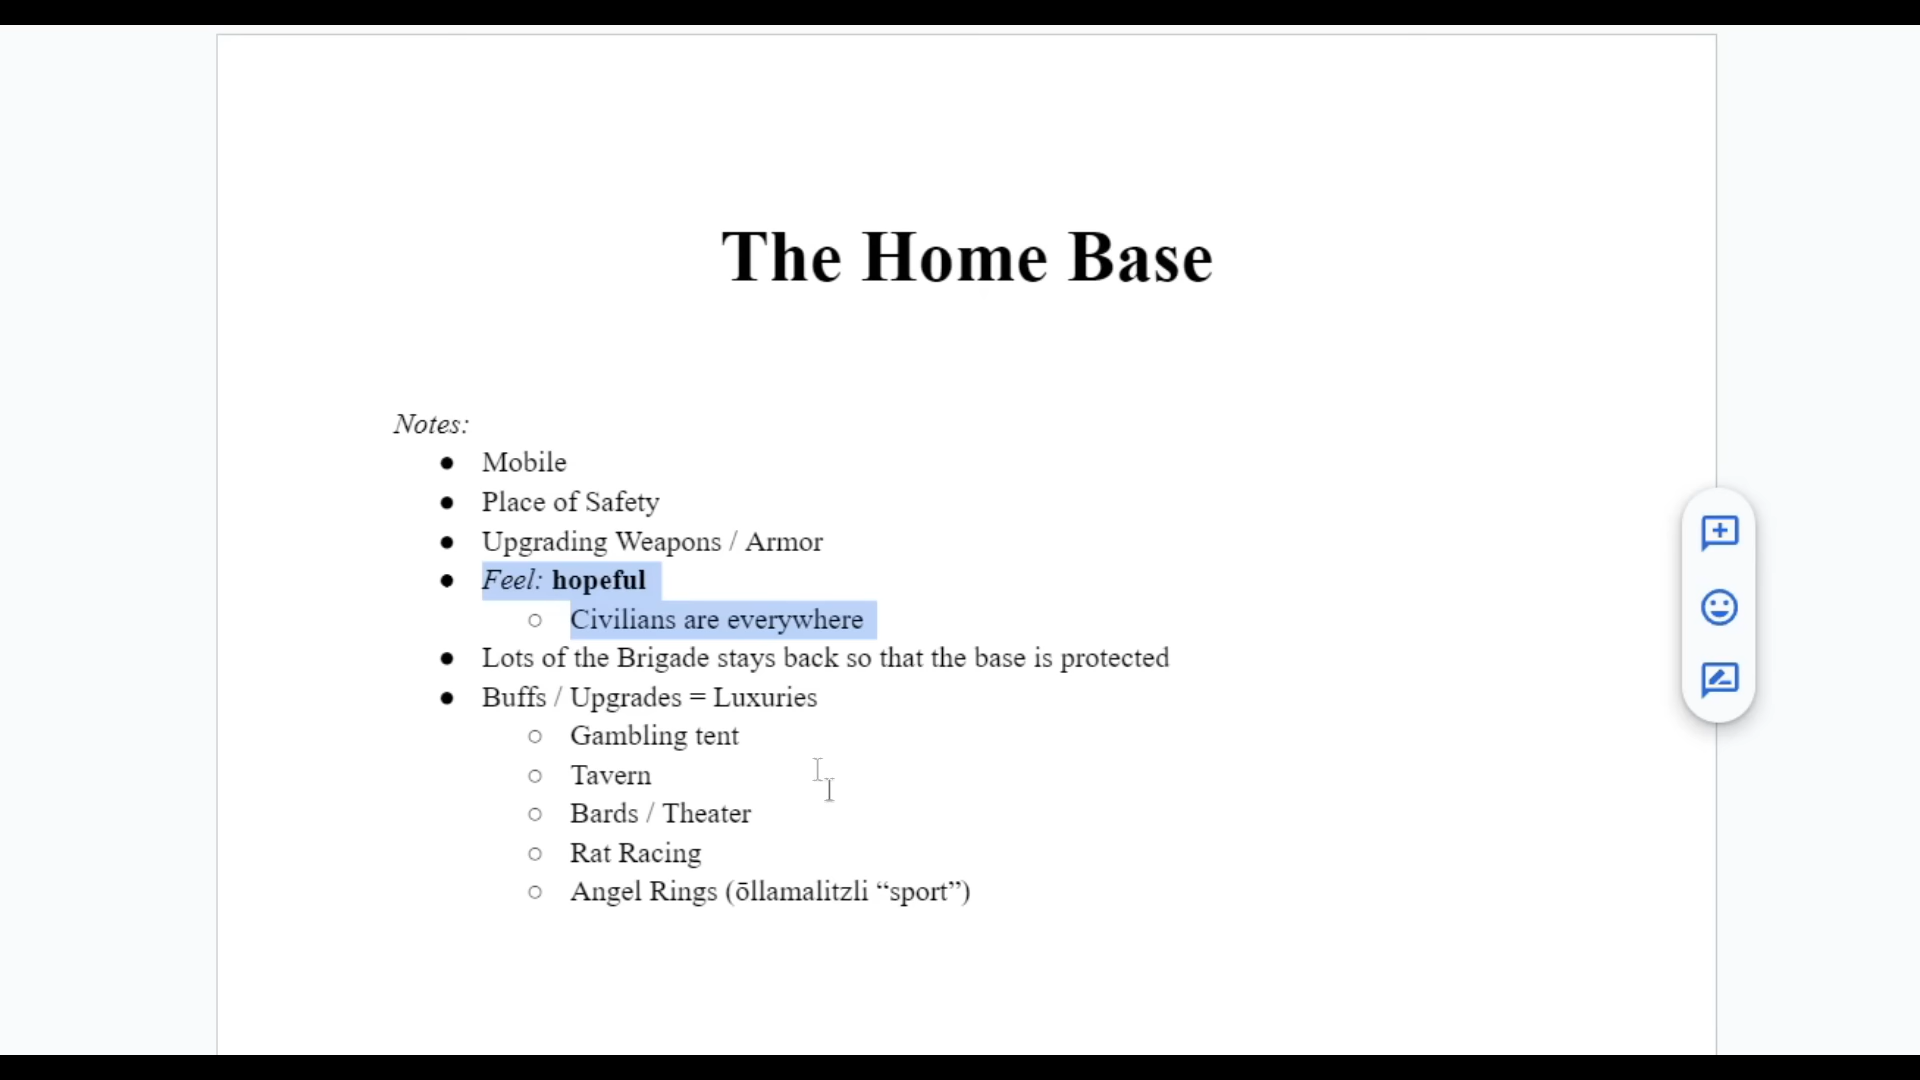 The Home Base
Notes:
● Mobile
● Place of Safety
● Upgrading Weapons / Armor
● Feel: hopeful
○ Civilians are everywhere
● Lots of the Brigade stays back so that the base is protected
● Buffs / Upgrades = Luxuries
○ Gambling tent
○ Tavern
○ Bards / Theater
○ Rat Racing
○ Angel Rings (ōllamalitzli “sport”)